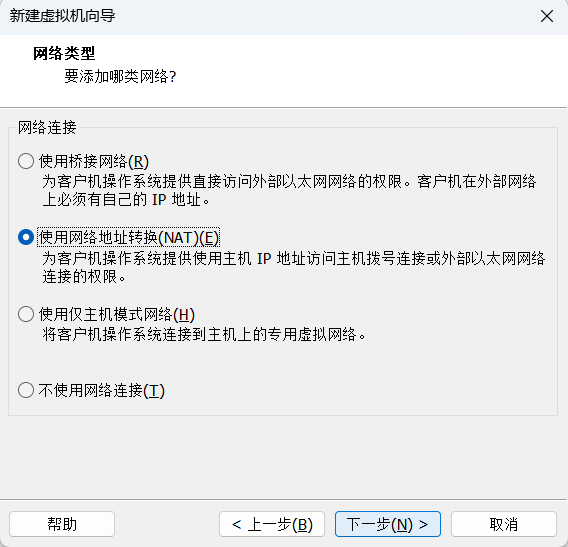 新建虚拟机向导
网络类型
要添加哪类网络?
网络连接
使用桥接网络(R)
为客户机操作系统提供直接访问外部以太网网络的权限。客户机在外部网络
上必须有自己的 IP 地址。
使用网络地址转换(NAT)(E)
为客户机操作系统提供使用主机 IP 地址访问主机拨号连接或外部以太网网络
连接的权限。
使用仅主机模式网络(H)
将客户机操作系统连接到主机上的专用虚拟网络。
不使用网络连接(T)
帮助
< 上一步(B)
下一步(N) >
取消